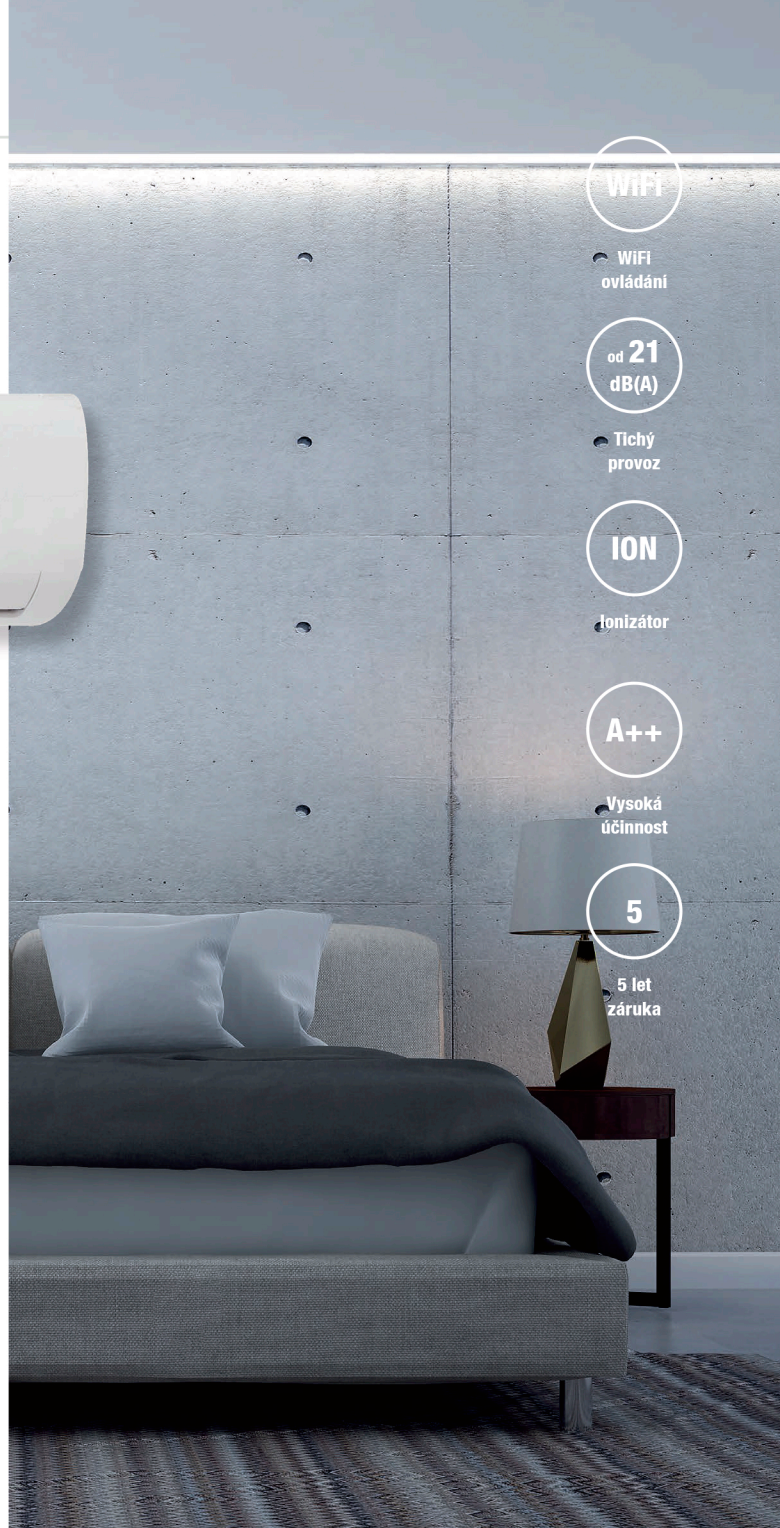 WiFi
WiFi
ovládání
od 21
dB(A)
Tichý
provoz
ION
Ionizátor
A++
Vysoká
účinnost
5
5 let
záruka